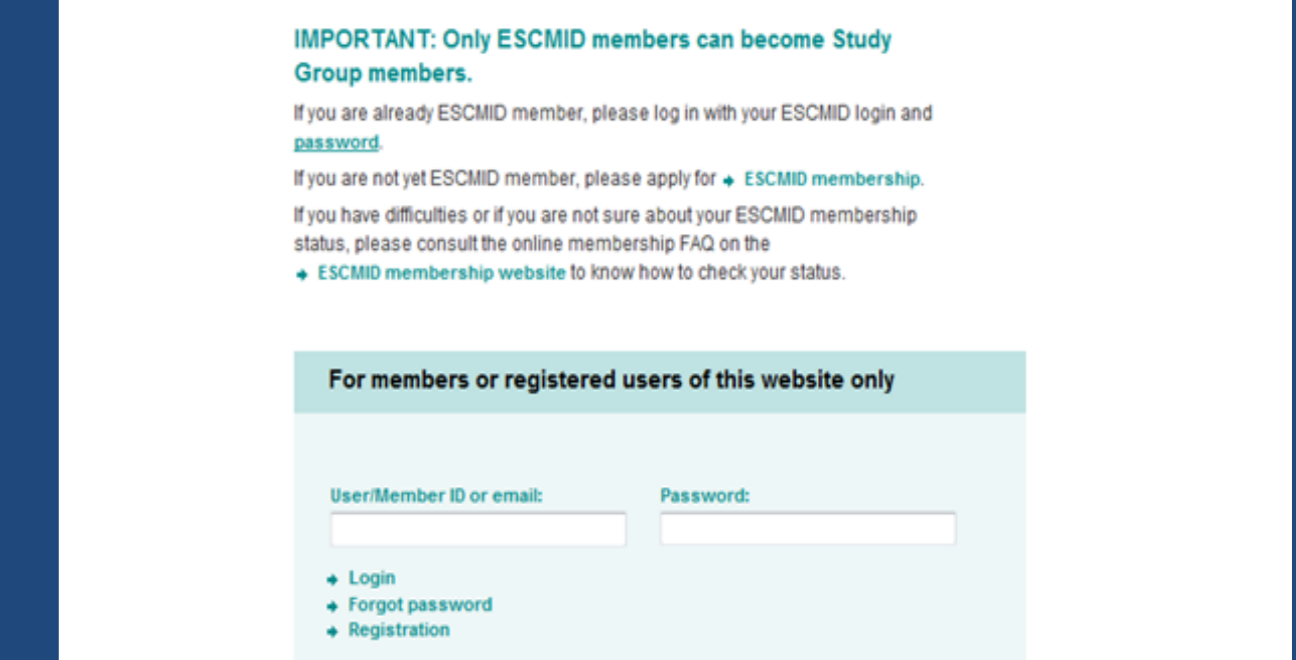 IMPORTANT: Only ESCMID members can become Study
Group members.
If you are already ESCMID member, please log in with your ESCMID login and
password.
If you are not yet ESCMID member, please apply for ESCMID membership.
If you have difficulties or if you are not sure about your ESCMID membership
status, please consult the online membership FAQ on the
ESCMID membership website to know how to check your status.
For members or registered users of this website only
User/Member ID or email: Password:
Login
Forgot password
Registration